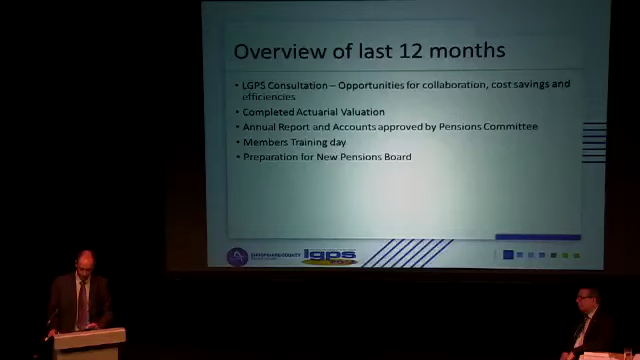 Overview of last 12 months
• LGPS Consultation – Opportunities for collaboration, cost savings and
efficiencies
• Completed Actuarial Valuation
• Annual Report and Accounts approved by Pensions Committee
• Members Training day
• Preparation for New Pensions Board
lgps